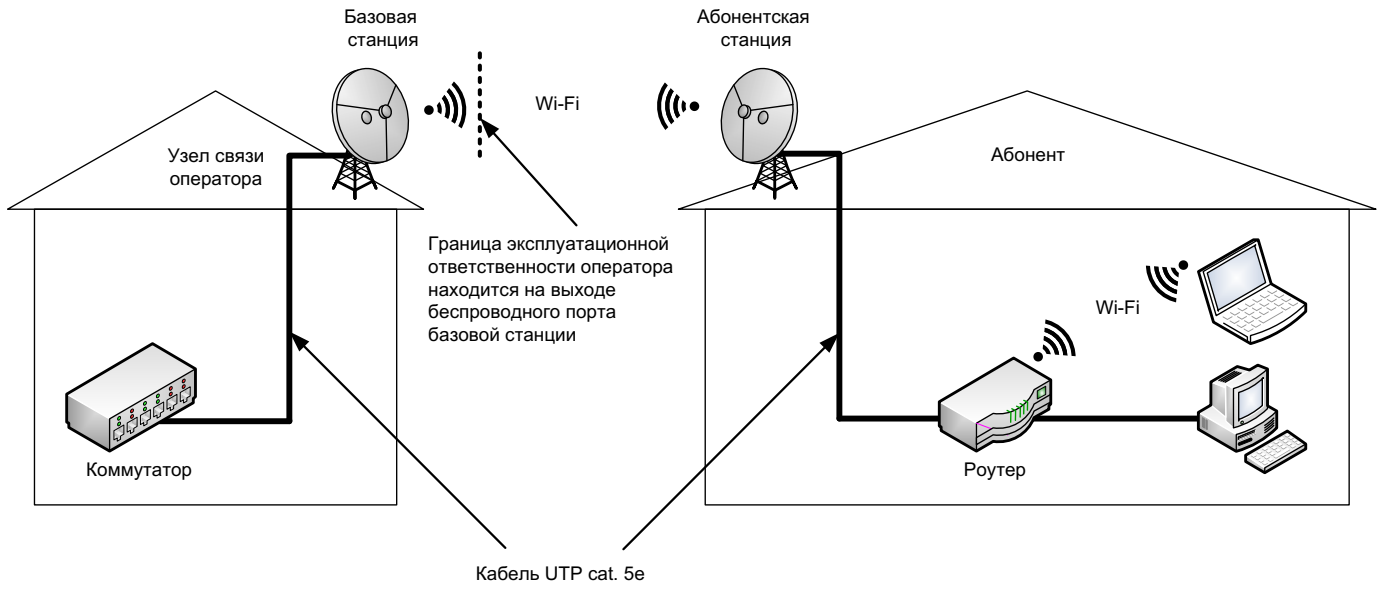 Базовая
станция
Абонентская
станция
Wi-Fi
Узел связи
оператора
Абонент
Граница эксплуатационной
ответственности оператора
находится на выходе
беспроводного порта
базовой станции
Wi-Fi
Коммутатор
Роутер
Кабель UTP cat. 5e